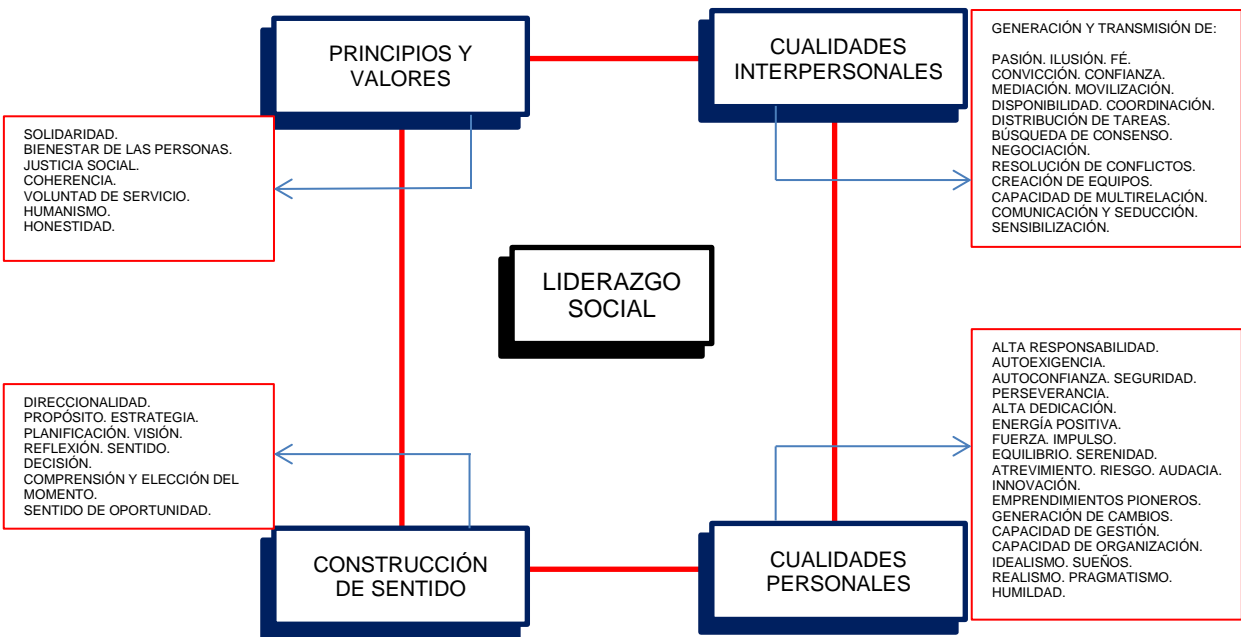 PRINCIPIOS Y
VALORES
CUALIDADES
INTERPERSONALES
GENERACIÓN Y TRANSMISIÓN DE:
PASIÓN. ILUSIÓN. FÉ.
CONVICCIÓN. CONFIANZA.
MEDIACIÓN. MOVILIZACIÓN.
DISPONIBILIDAD. COORDINACIÓN.
DISTRIBUCIÓN DE TAREAS.
BÚSQUEDA DE CONSENSO.
NEGOCIACIÓN.
RESOLUCIÓN DE CONFLICTOS.
CREACIÓN DE EQUIPOS.
CAPACIDAD DE MULTIRELACIÓN.
COMUNICACIÓN Y SEDUCCIÓN.
SENSIBILIZACIÓN.
SOLIDARIDAD.
BIENESTAR DE LAS PERSONAS.
JUSTICIA SOCIAL.
COHERENCIA.
VOLUNTAD DE SERVICIO.
HUMANISMO.
HONESTIDAD.
LIDERAZGO
SOCIAL
DIRECCIONALIDAD.
PROPÓSITO. ESTRATEGIA.
PLANIFICACIÓN. VISIÓN.
REFLEXIÓN. SENTIDO.
DECISIÓN.
COMPRENSIÓN Y ELECCIÓN DEL
MOMENTO.
SENTIDO DE OPORTUNIDAD.
ALTA RESPONSABILIDAD.
AUTOEXIGENCIA.
AUTOCONFIANZA. SEGURIDAD.
PERSEVERANCIA.
ALTA DEDICACIÓN.
ENERGÍA POSITIVA.
FUERZA. IMPULSO.
EQUILIBRIO. SERENIDAD.
ATREVIMIENTO. RIESGO. AUDACIA.
INNOVACIÓN.
EMPRENDIMIENTOS PIONEROS.
GENERACIÓN DE CAMBIOS.
CAPACIDAD DE GESTIÓN.
CAPACIDAD DE ORGANIZACIÓN.
IDEALISMO. SUEÑOS.
REALISMO. PRAGMATISMO.
HUMILDAD.
CONSTRUCCIÓN
DE SENTIDO
CUALIDADES
PERSONALES